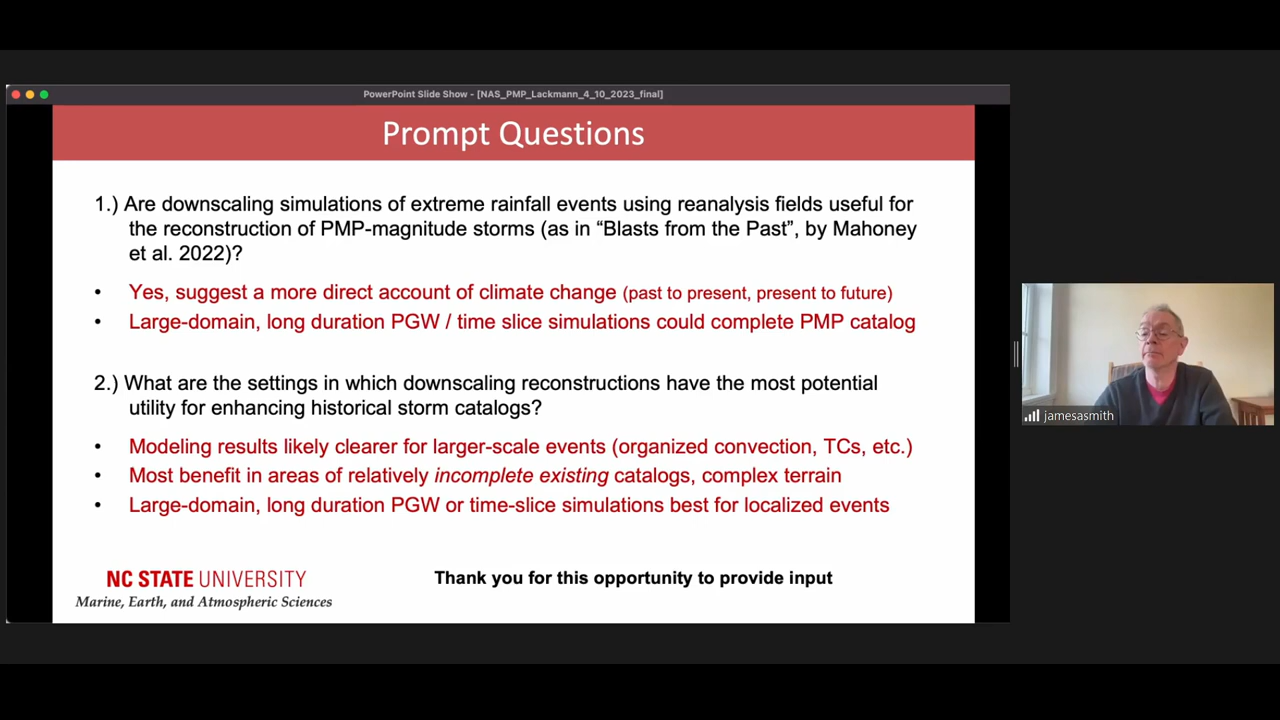 PowerPoint Slide Show - [NAS_PMP_Lackmann_4_10_2023_final]
Prompt Questions
1.) Are downscaling simulations of extreme rainfall events using reanalysis fields useful for
the reconstruction of PMP-magnitude storms (as in “Blasts from the Past”, by Mahoney
et al. 2022)?
• Yes, suggest a more direct account of climate change (past to present, present to future)
• Large-domain, long duration PGW / time slice simulations could complete PMP catalog
2.) What are the settings in which downscaling reconstructions have the most potential
utility for enhancing historical storm catalogs?
• Modeling results likely clearer for larger-scale events (organized convection, TCs, etc.)
• Most benefit in areas of relatively incomplete existing catalogs, complex terrain
• Large-domain, long duration PGW or time-slice simulations best for localized events
NC STATE UNIVERSITY
Marine, Earth, and Atmospheric Sciences
Thank you for this opportunity to provide input
jamesasmith